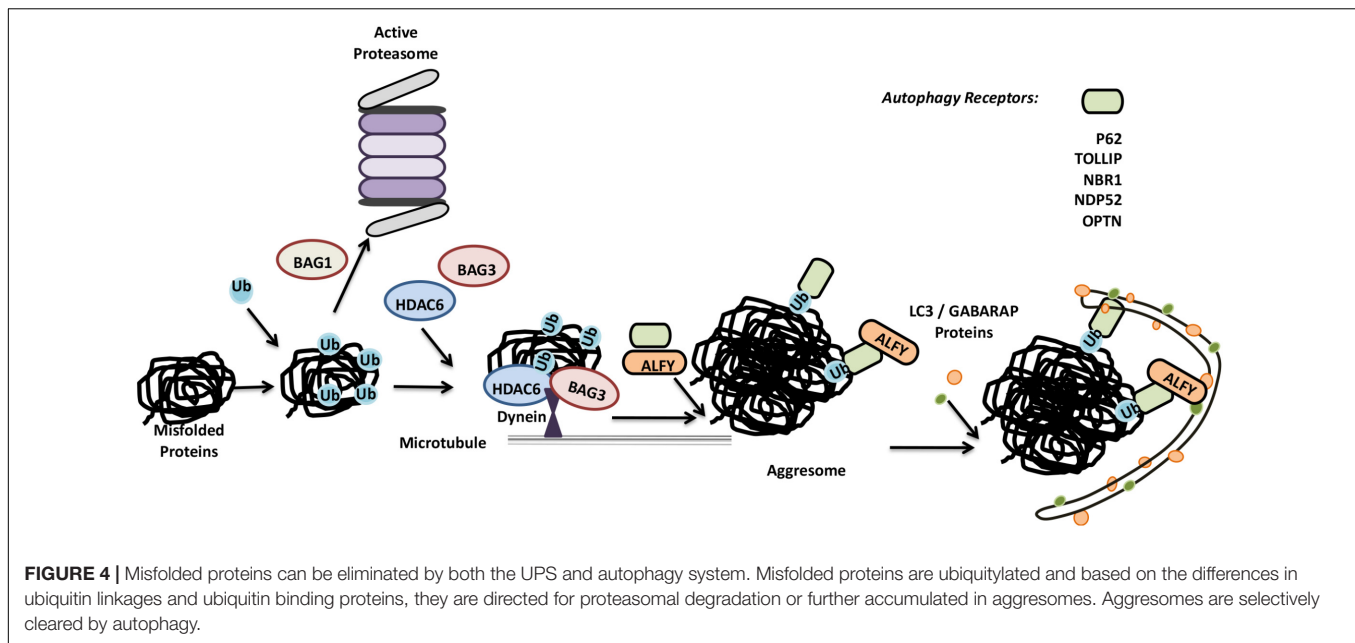 Active
Proteasome
Autophagy Receptors:
P62
TOLLIP
NBR1
NDP52
OPTN
BAG1
BAG3
HDAC6
Ub
Ub
Ub
Ub
Ub
Misfolded
Proteins
Ub
Ub
Ub
HDAC6
BAG3
Dynein
Microtubule
ALFY
Ub
ALFY
Ub
Aggresome
LC3 / GABARAP
Proteins
Ub
ALFY
Ub
FIGURE 4 | Misfolded proteins can be eliminated by both the UPS and autophagy system. Misfolded proteins are ubiquitylated and based on the differences in
ubiquitin linkages and ubiquitin binding proteins, they are directed for proteasomal degradation or further accumulated in aggresomes. Aggresomes are selectively
cleared by autophagy.